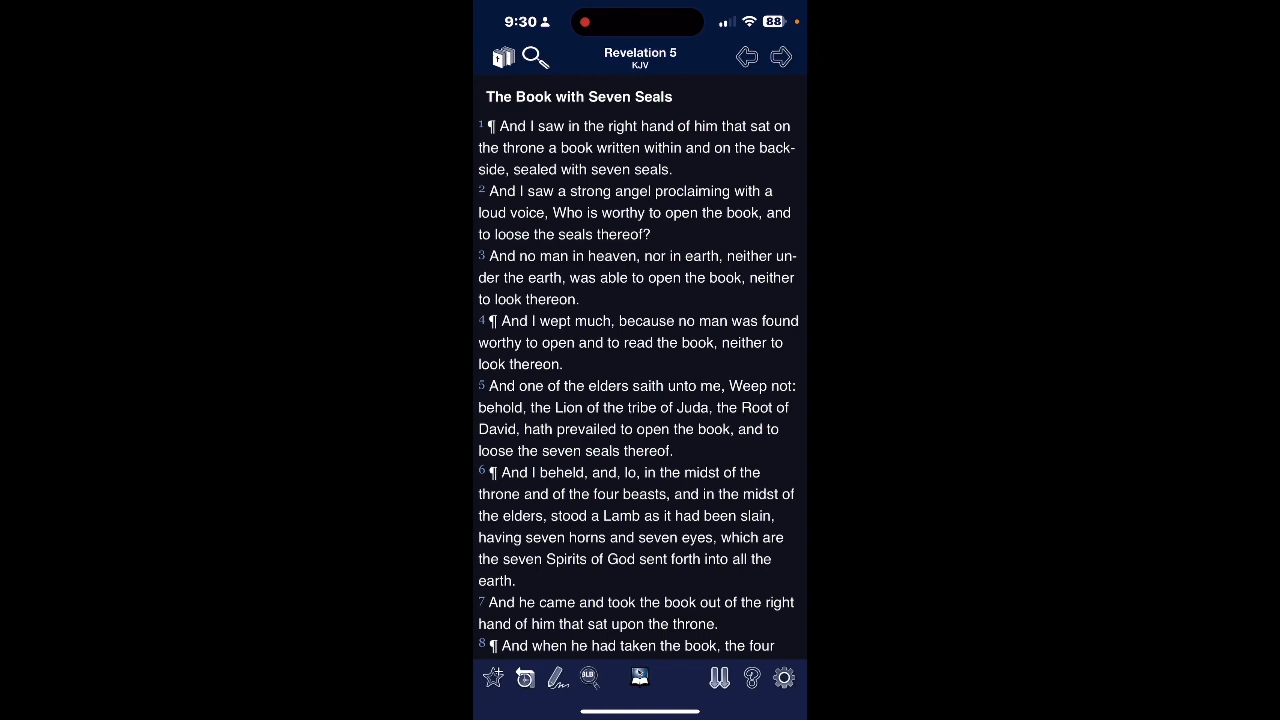 9:30
88
Revelation 5
KJV
The Book with Seven Seals
1 ¶ And I saw in the right hand of him that sat on
the throne a book written within and on the back-
side, sealed with seven seals.
2 And I saw a strong angel proclaiming with a
loud voice, Who is worthy to open the book, and
to loose the seals thereof?
3 And no man in heaven, nor in earth, neither un-
der the earth, was able to open the book, neither
to look thereon.
4 ¶ And I wept much, because no man was found
worthy to open and to read the book, neither to
look thereon.
5 And one of the elders saith unto me, Weep not:
behold, the Lion of the tribe of Juda, the Root of
David, hath prevailed to open the book, and to
loose the seven seals thereof.
6 ¶ And I beheld, and, lo, in the midst of the
throne and of the four beasts, and in the midst of
the elders, stood a Lamb as it had been slain,
having seven horns and seven eyes, which are
the seven Spirits of God sent forth into all the
earth.
7 And he came and took the book out of the right
hand of him that sat upon the throne.
8 ¶ And when he had taken the book, the four
BLB